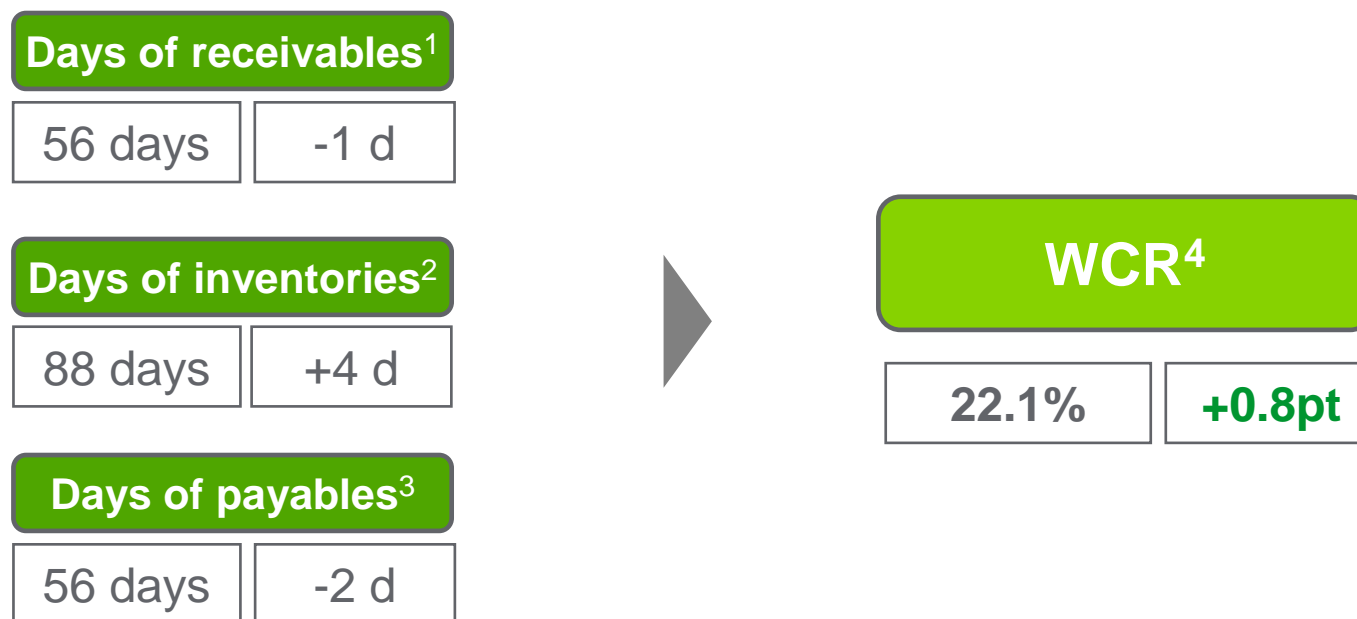 Days of receivables¹
56 days -1 d
Days of inventories²
88 days +4 d
Days of payables³
56 days -2 d
WCR⁴
22.1% +0.8pt